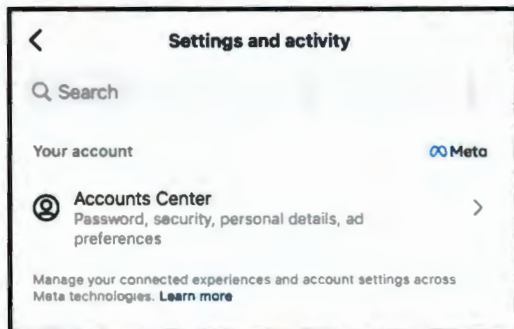 Settings and activity
Search
Your account
Meta
Accounts Center
Password, security, personal details, ad
preferences
Manage your connected experiences and account settings across
Meta technologies. Learn more